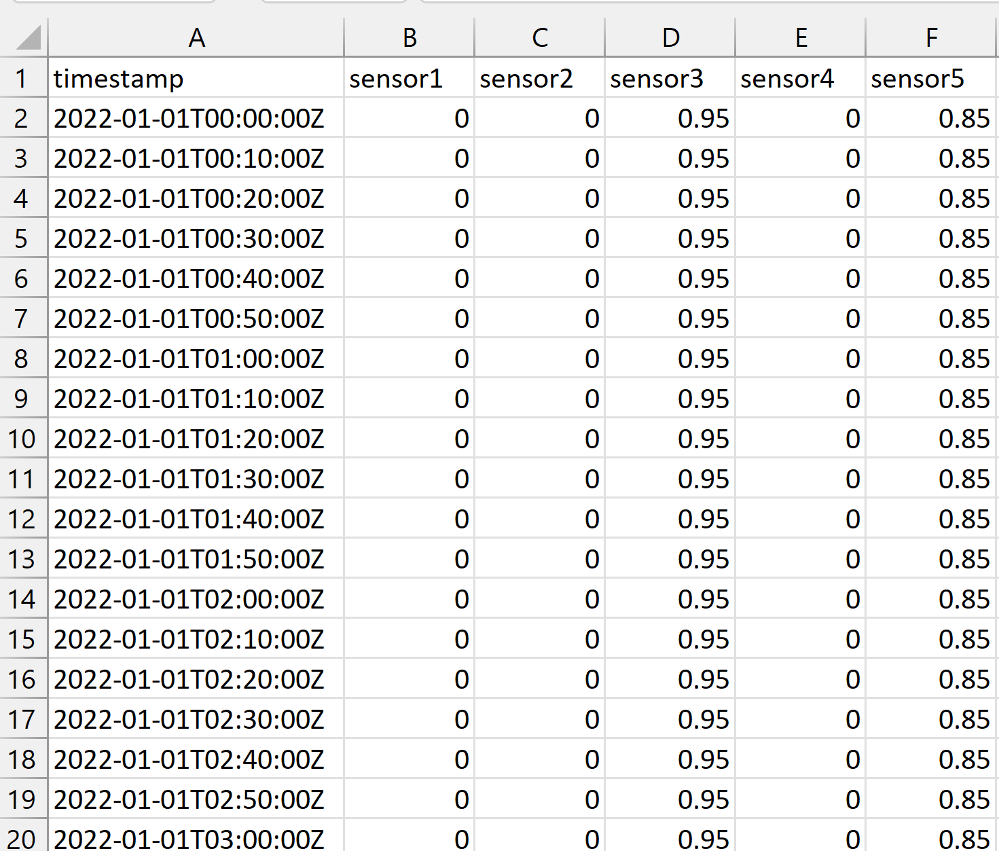 A B C D E F
1 timestamp sensor1 sensor2 sensor3 sensor4 sensor5
2 2022-01-01T00:00:00Z 0 0 0.95 0 0.85
3 2022-01-01T00:10:00Z 0 0 0.95 0 0.85
4 2022-01-01T00:20:00Z 0 0 0.95 0 0.85
5 2022-01-01T00:30:00Z 0 0 0.95 0 0.85
6 2022-01-01T00:40:00Z 0 0 0.95 0 0.85
7 2022-01-01T00:50:00Z 0 0 0.95 0 0.85
8 2022-01-01T01:00:00Z 0 0 0.95 0 0.85
9 2022-01-01T01:10:00Z 0 0 0.95 0 0.85
10 2022-01-01T01:20:00Z 0 0 0.95 0 0.85
11 2022-01-01T01:30:00Z 0 0 0.95 0 0.85
12 2022-01-01T01:40:00Z 0 0 0.95 0 0.85
13 2022-01-01T01:50:00Z 0 0 0.95 0 0.85
14 2022-01-01T02:00:00Z 0 0 0.95 0 0.85
15 2022-01-01T02:10:00Z 0 0 0.95 0 0.85
16 2022-01-01T02:20:00Z 0 0 0.95 0 0.85
17 2022-01-01T02:30:00Z 0 0 0.95 0 0.85
18 2022-01-01T02:40:00Z 0 0 0.95 0 0.85
19 2022-01-01T02:50:00Z 0 0 0.95 0 0.85
20 2022-01-01T03:00:00Z 0 0 0.95 0 0.85